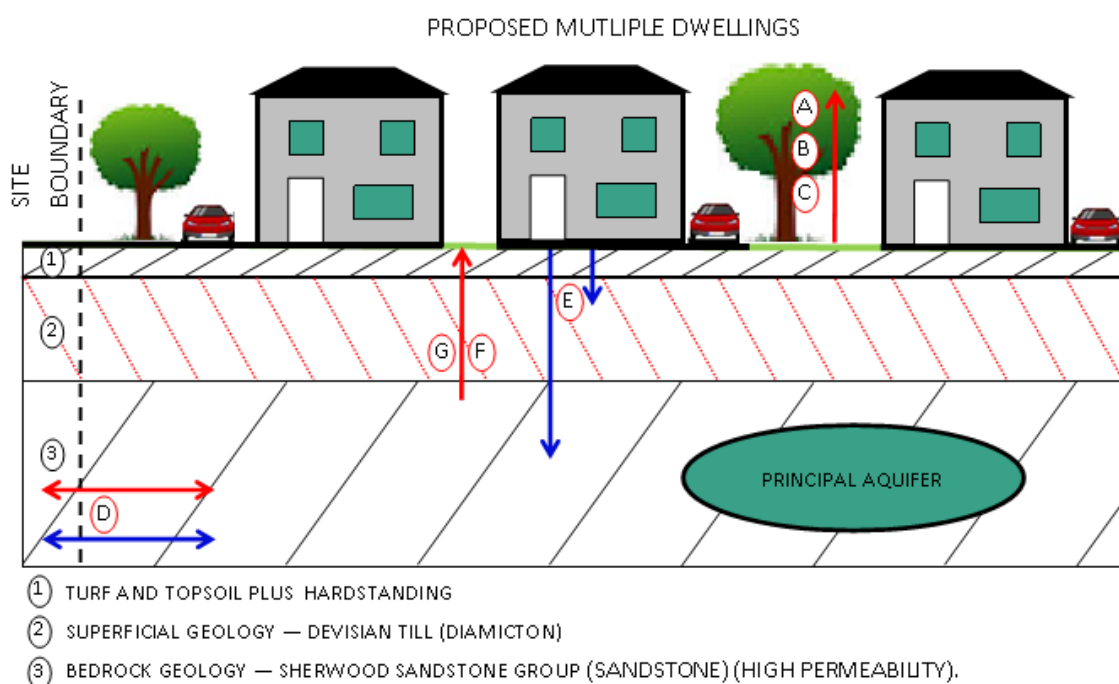 PROPOSED MUTLIPLE DWELLINGS
SITE
BOUNDARY
A
B
C
1
E
2
G F
3
PRINCIPAL AQUIFER
D
1 TURF AND TOPSOIL PLUS HARDSTANDING
2 SUPERFICIAL GEOLOGY — DEVISIAN TILL (DIAMICTON)
3 BEDROCK GEOLOGY — SHERWOOD SANDSTONE GROUP (SANDSTONE) (HIGH PERMEABILITY).